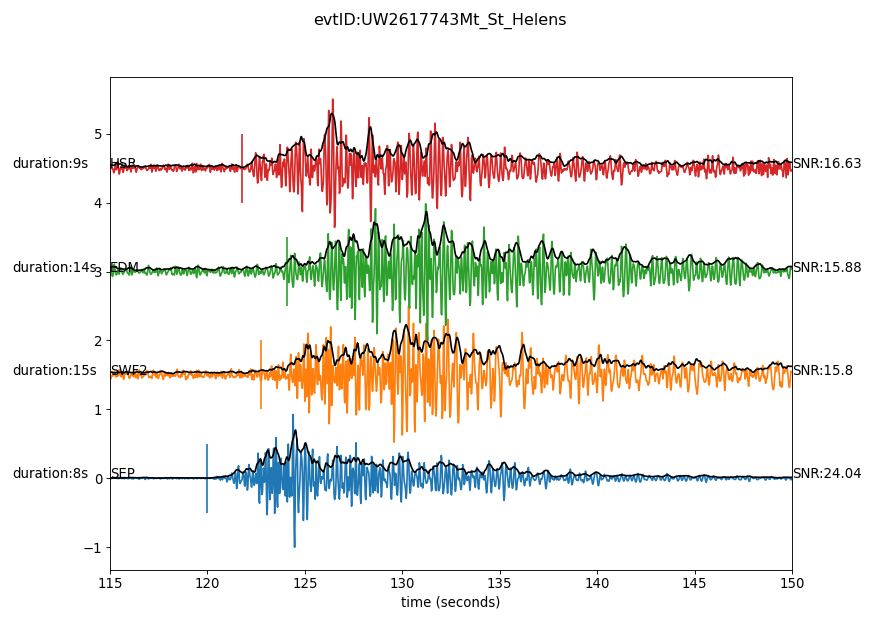 evtID:UW2617743Mt_St_Helens
5
duration:9s HSR SNR:16.63
4
duration:14s EDM SNR:15.88
3
2
duration:15s SWF2 SNR:15.8
1
duration:8s SEP SNR:24.04
0
−1
115 120 125 130 135 140 145 150
time (seconds)